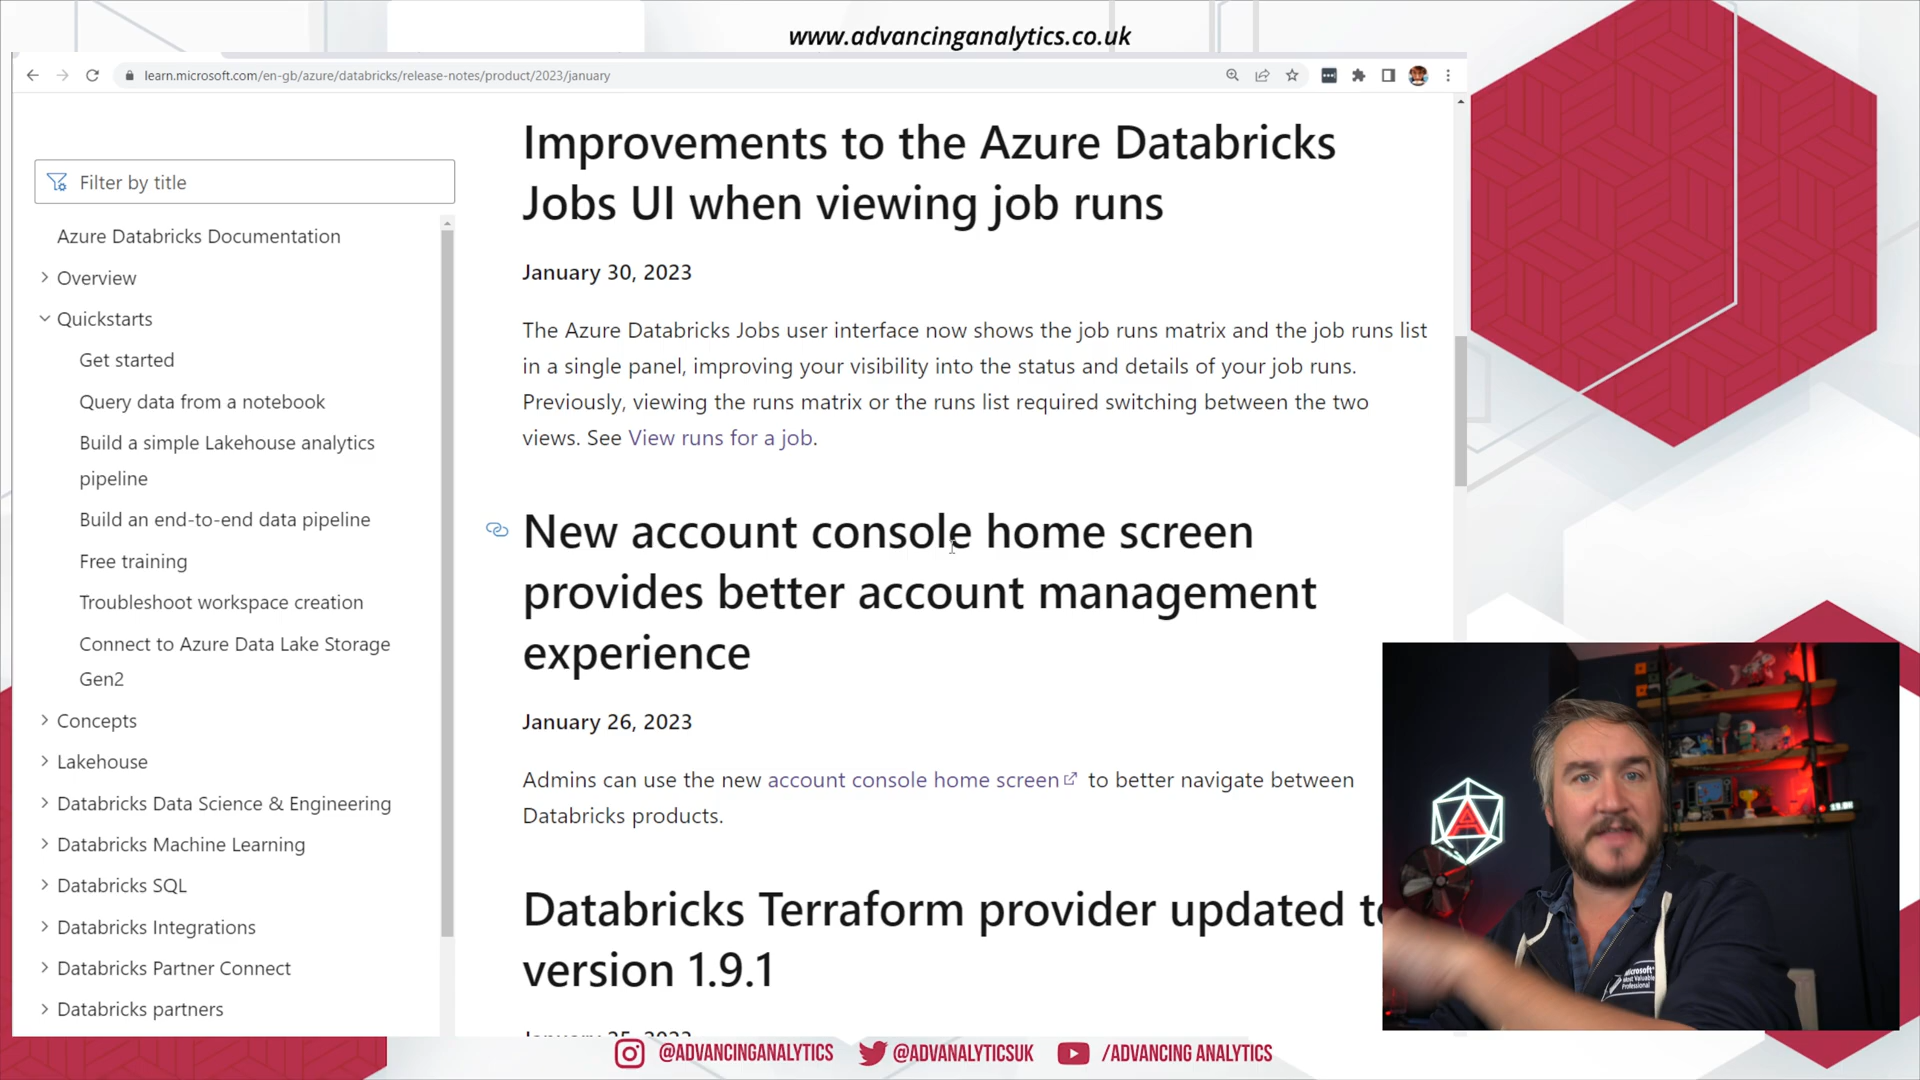 www.advancinganalytics.co.uk
learn.microsoft.com/en-gb/azure/databricks/release-notes/product/2023/january
Filter by title
Azure Databricks Documentation
Overview
Quickstarts
Get started
Query data from a notebook
Build a simple Lakehouse analytics
pipeline
Build an end-to-end data pipeline
Free training
Troubleshoot workspace creation
Connect to Azure Data Lake Storage
Gen2
Concepts
Lakehouse
Databricks Data Science & Engineering
Databricks Machine Learning
Databricks SQL
Databricks Integrations
Databricks Partner Connect
Databricks partners
Improvements to the Azure Databricks
Jobs UI when viewing job runs
January 30, 2023
The Azure Databricks Jobs user interface now shows the job runs matrix and the job runs list
in a single panel, improving your visibility into the status and details of your job runs.
Previously, viewing the runs matrix or the runs list required switching between the two
views. See View runs for a job.
New account console home screen
provides better account management
experience
January 26, 2023
Admins can use the new account console home screen to better navigate between
Databricks products.
Databricks Terraform provider updated to
version 1.9.1
January 25, 2023
Microsoft
Most Valuable
Professional
@ADVANCINGANALYTICS
@ADVANALYTICSUK
/ADVANCING ANALYTICS